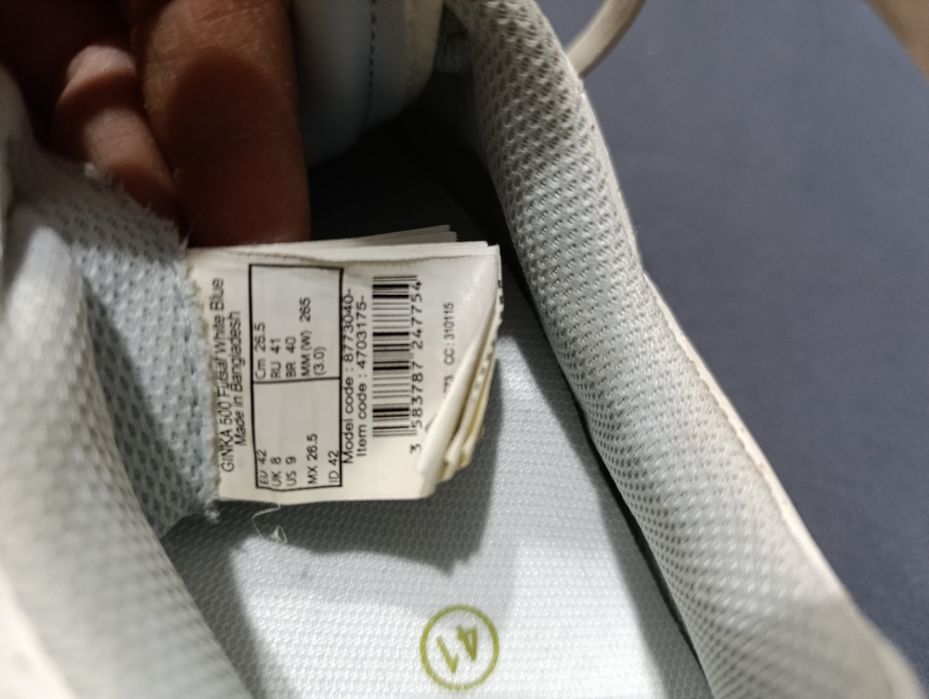 GINKA 500 Futsal White Blue
Made in Bangladesh
EU 42 Cm 26.5
UK 8 RU 41
US 9 BR 40
MM (W) 265
MX 26.5 (3.0)
ID 42
Model code : 8773040-
Item code : 4703175-
3 583787 247754
CC : 310115
41